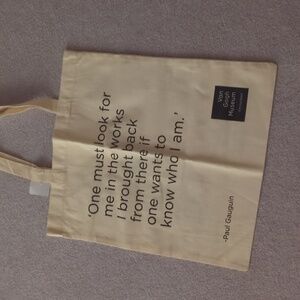 'One must look for
me in the works
I brought back
from there if
one wants to
know who I am.'
-Paul Gauguin
Van
Gogh
Museum